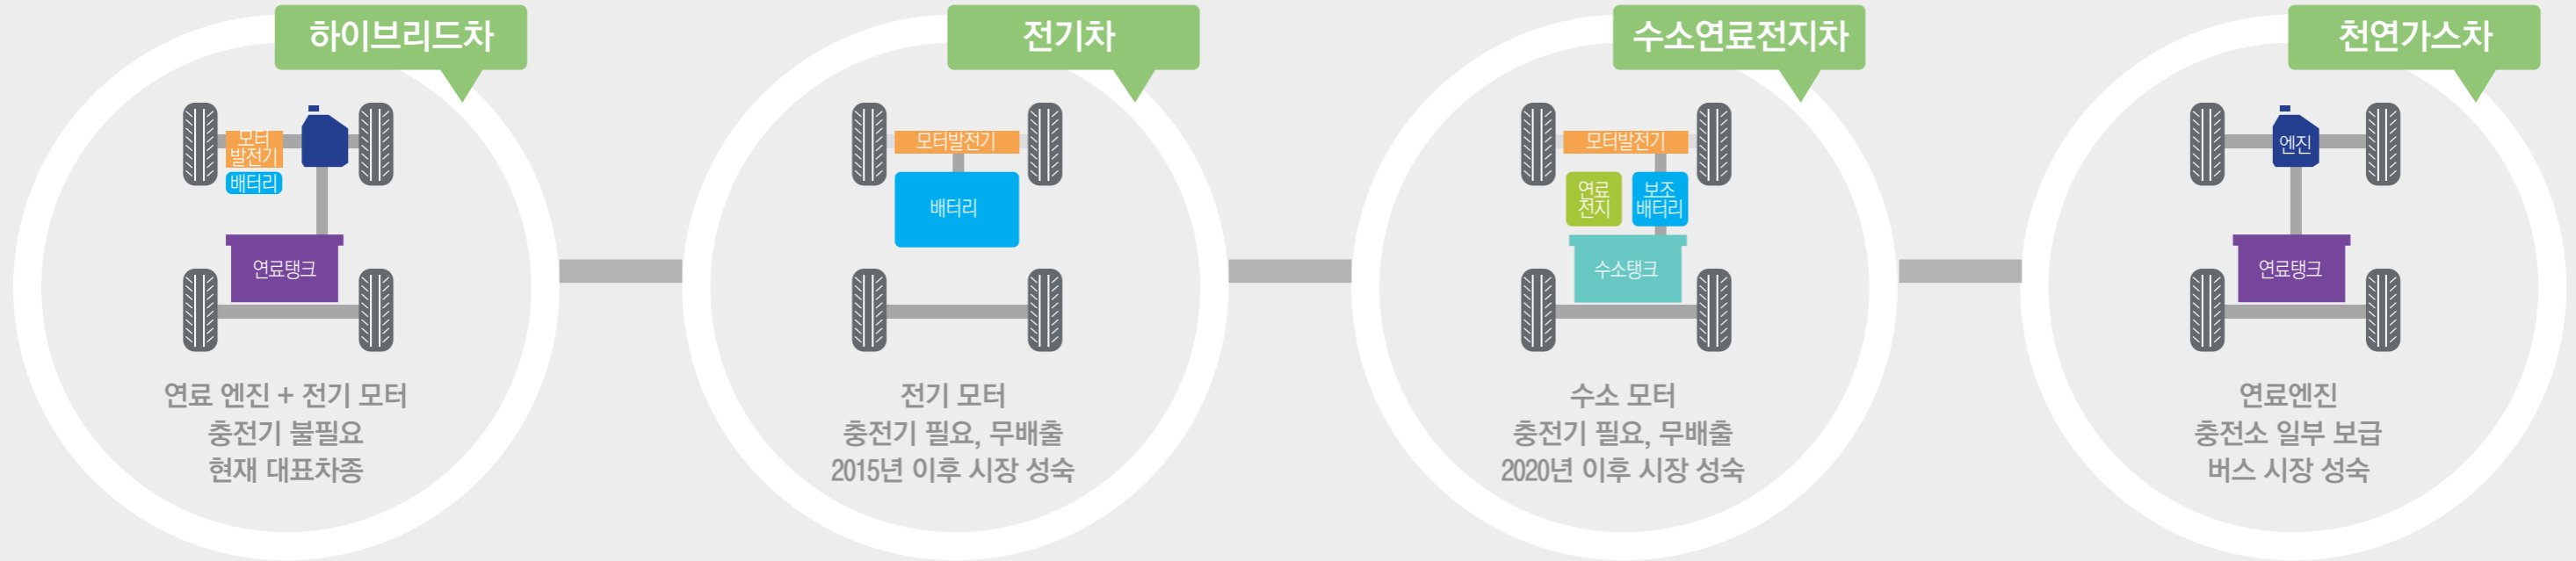 하이브리드차
모터
발전기
배터리
연료탱크
연료 엔진 + 전기 모터
충전기 불필요
현재 대표차종
전기차
모터발전기
배터리
전기 모터
충전기 필요, 무배출
2015년 이후 시장 성숙
수소연료전지차
모터발전기
연료
전지
보조
배터리
수소탱크
수소 모터
충전기 필요, 무배출
2020년 이후 시장 성숙
천연가스차
엔진
연료탱크
연료엔진
충전소 일부 보급
버스 시장 성숙